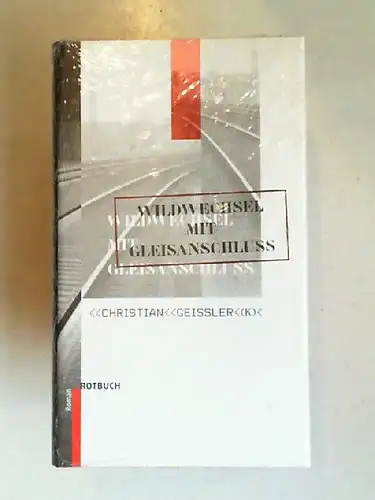 WILDWECHSEL
MIT
GLEISANSCHLUSS
WILDWECHSEL
MIT
GLEISANSCHLUSS
<<CHRISTIAN<<GEISSLER<(K)<
ROTBUCH
Roman